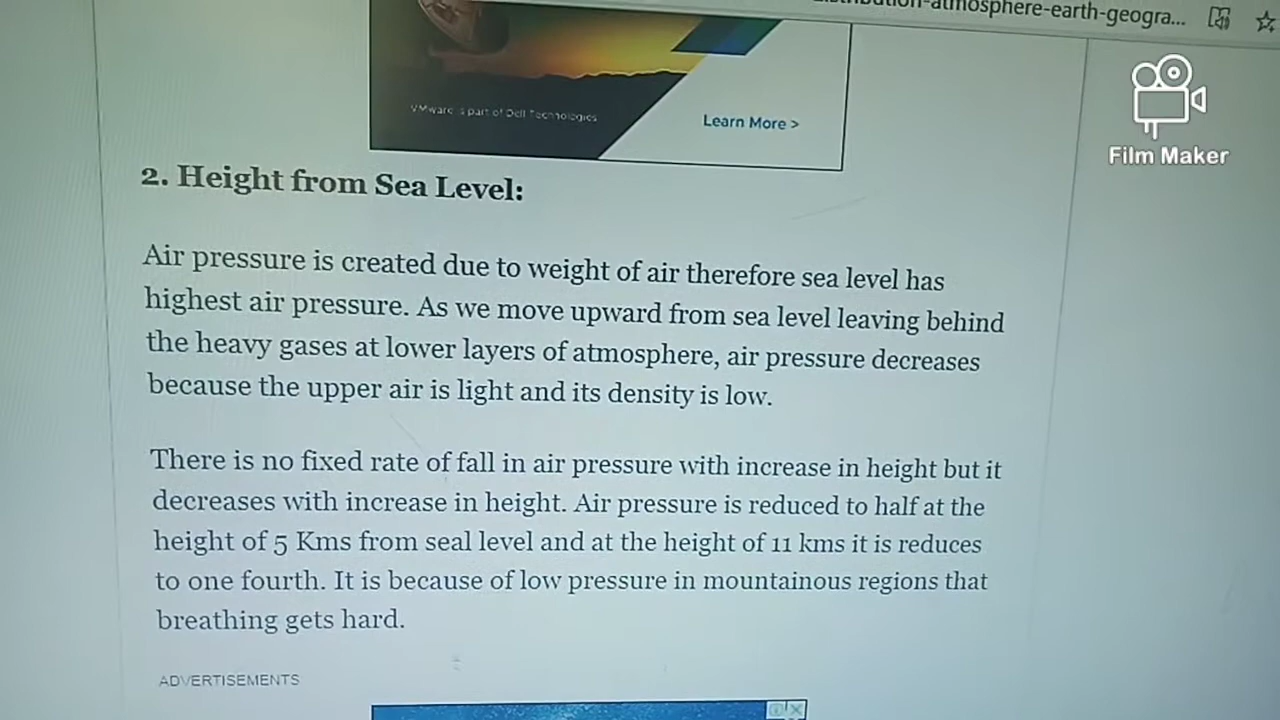 -atmosphere-earth-geogra...
VMware is part of Dell Technologies
Learn More >
Film Maker
2. Height from Sea Level:
Air pressure is created due to weight of air therefore sea level has
highest air pressure. As we move upward from sea level leaving behind
the heavy gases at lower layers of atmosphere, air pressure decreases
because the upper air is light and its density is low.
There is no fixed rate of fall in air pressure with increase in height but it
decreases with increase in height. Air pressure is reduced to half at the
height of 5 Kms from seal level and at the height of 11 kms it is reduces
to one fourth. It is because of low pressure in mountainous regions that
breathing gets hard.
ADVERTISEMENTS